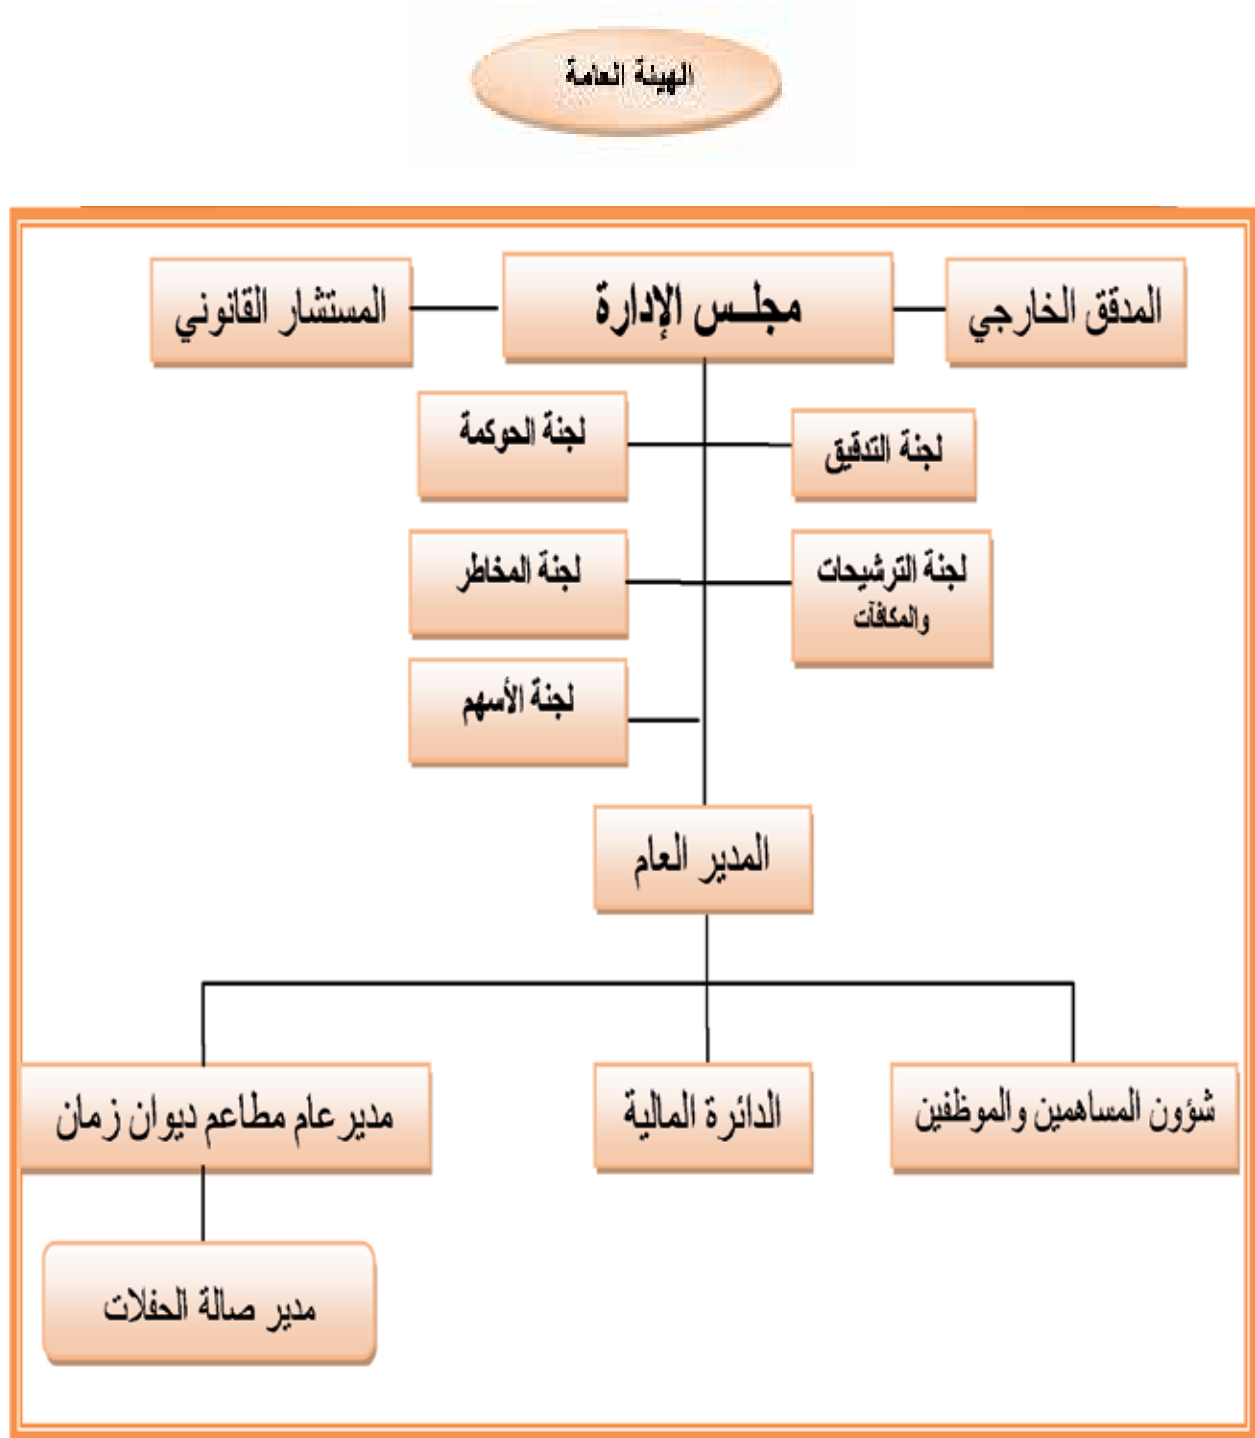 الهيئة العامة
المدقق الخارجي
مجلـس الإدارة
المستشار القانوني
لجنة التدقيق
لجنة الحوكمة
لجنة الترشيحات
والمكافآت
لجنة المخاطر
لجنة الأسهم
المدير العام
شؤون المساهمين والموظفين
الدائرة المالية
مدير عام مطاعم ديوان زمان
مدير صالة الحفلات